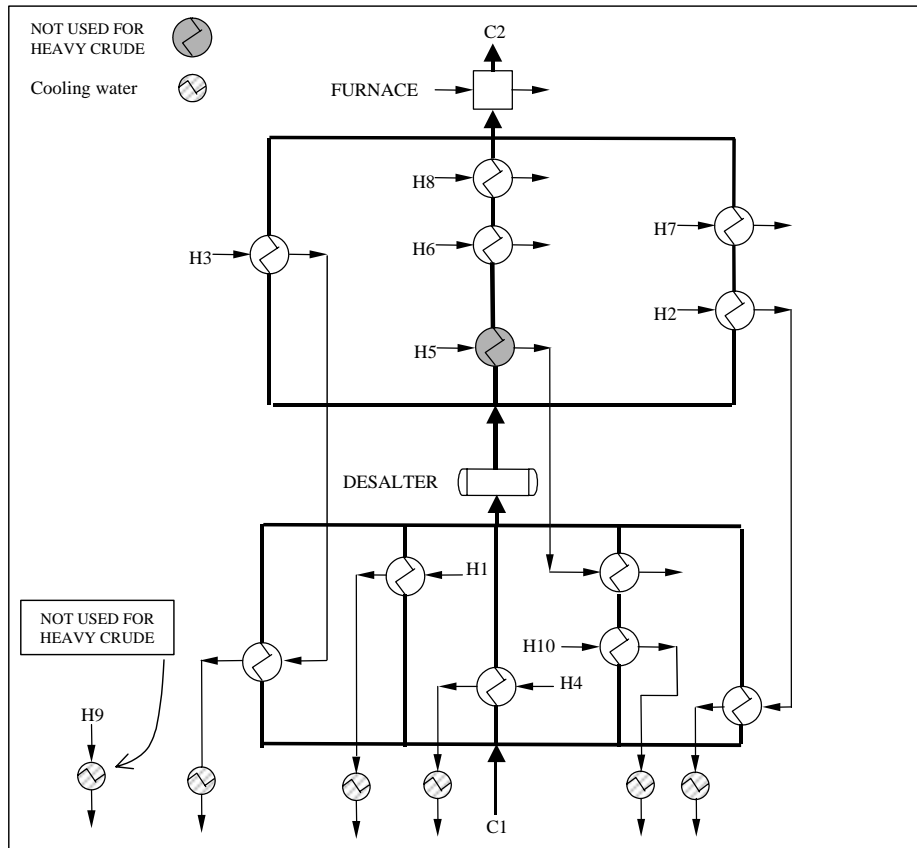 NOT USED FOR
HEAVY CRUDE
Cooling water
C2
FURNACE
H8
H7
H3
H6
H2
H5
DESALTER
H1
NOT USED FOR
HEAVY CRUDE
H10
H4
H9
C1